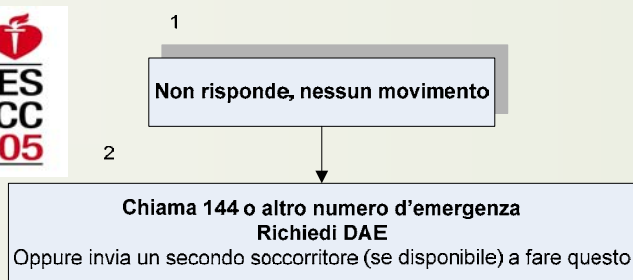 1
ES
CC
05
Non risponde, nessun movimento
2
Chiama 144 o altro numero d'emergenza
Richiedi DAE
Oppure invia un secondo soccorritore (se disponibile) a fare questo